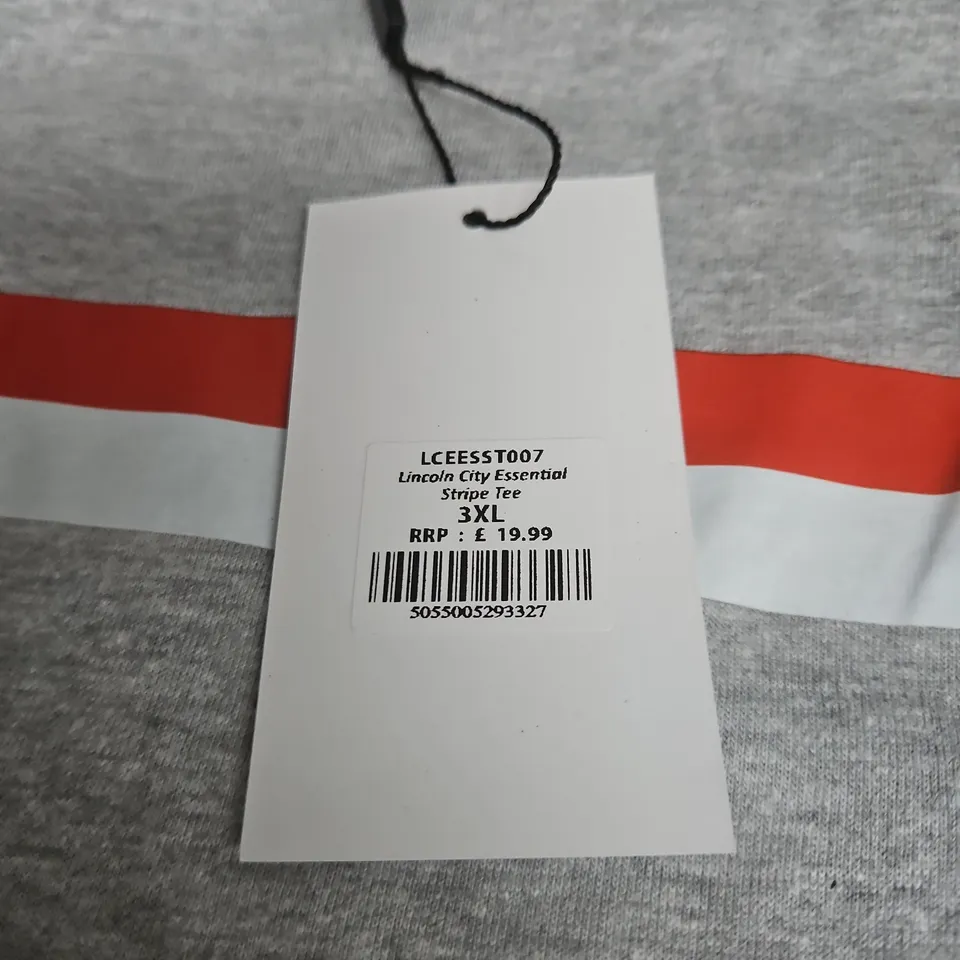 LCEESST007
Lincoln City Essential
Stripe Tee
3XL
RRP : £ 19.99
5055005293327